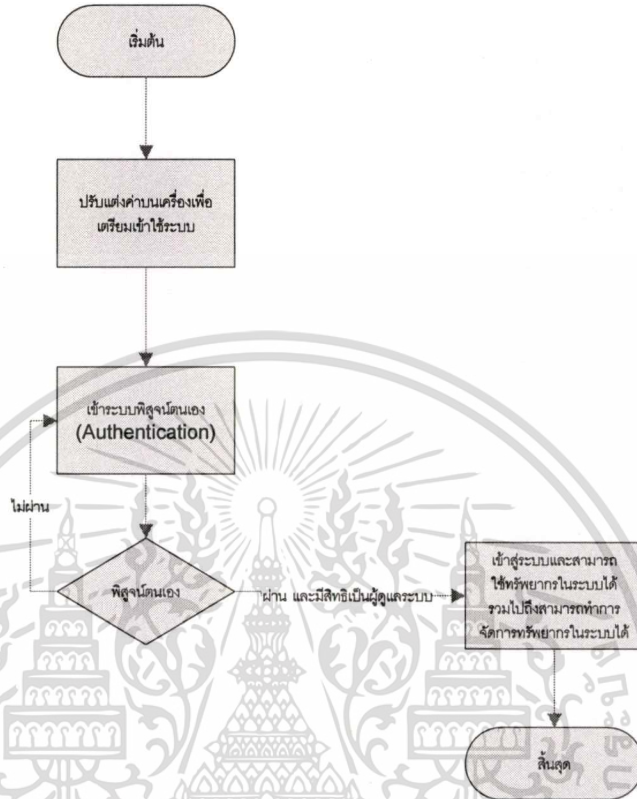 เริ่มต้น
ปรับแต่งค่าบนเครื่องเพื่อ
เตรียมเข้าใช้ระบบ
เข้าระบบพิสูจน์ตนเอง
(Authentication)
ไม่ผ่าน
พิสูจน์ตนเอง
ผ่าน และมีสิทธิเป็นผู้ดูแลระบบ
เข้าสู่ระบบและสามารถ
ใช้ทรัพยากรในระบบได้
รวมไปถึงสามารถทำการ
จัดการทรัพยากรในระบบได้
สิ้นสุด